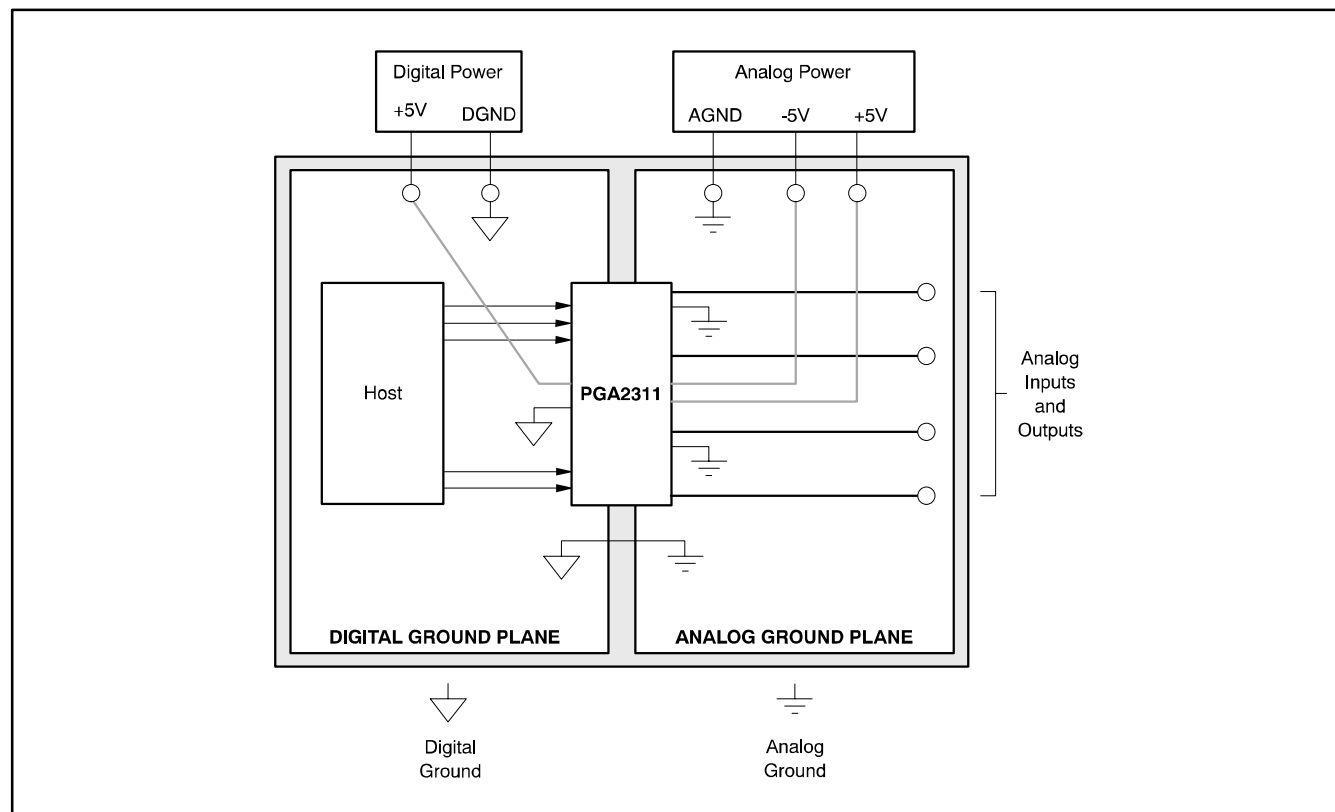 Digital Power
+5V DGND
Analog Power
AGND -5V +5V
Host
PGA2311
Analog
Inputs
and
Outputs
DIGITAL GROUND PLANE
ANALOG GROUND PLANE
Digital
Ground
Analog
Ground